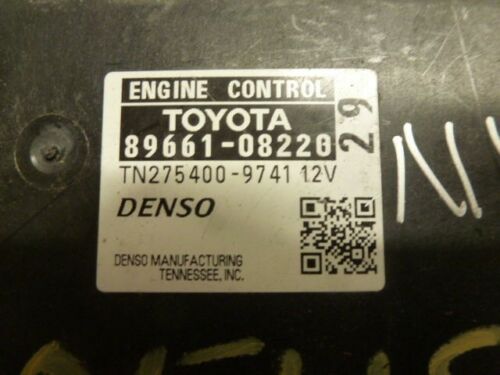 ENGINE CONTROL
TOYOTA
89661-08220
29
TN275400-9741 12V
DENSO
DENSO MANUFACTURING
TENNESSEE, INC.